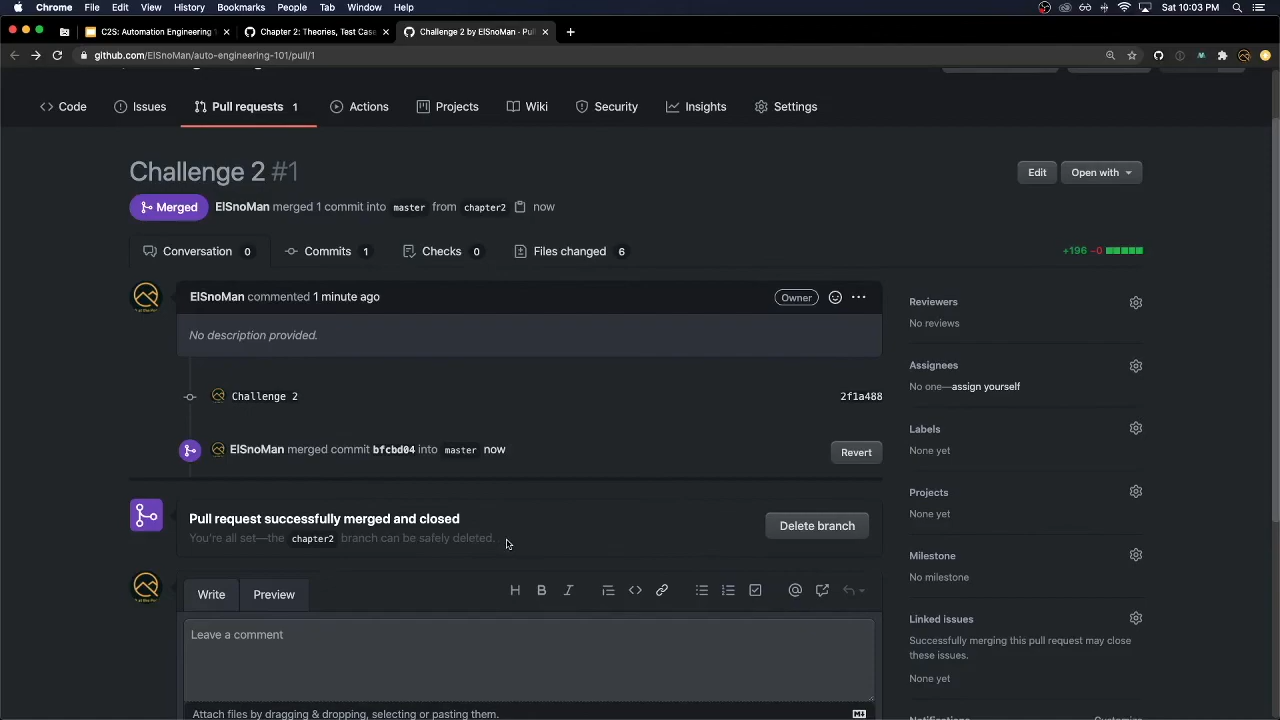 Chrome File Edit View History Bookmarks People Tab Window Help Sat 10:03 PM
C2S: Automation Engineering 1 Chapter 2: Theories, Test Case Challenge 2 by ElSnoMan · Pull
github.com/ElSnoMan/auto-engineering-101/pull/1
Code Issues Pull requests 1 Actions Projects Wiki Security Insights Settings
Challenge 2 #1
Edit Open with
Merged ElSnoMan merged 1 commit into master from chapter2 now
Conversation 0 Commits 1 Checks 0 Files changed 6 +196 −0
ElSnoMan commented 1 minute ago Owner
No description provided.
Challenge 2 2f1a488
ElSnoMan merged commit bfcbd04 into master now Revert
Pull request successfully merged and closed
You're all set—the chapter2 branch can be safely deleted.
Delete branch
Write Preview
Leave a comment
Attach files by dragging & dropping, selecting or pasting them.
Reviewers
No reviews
Assignees
No one—assign yourself
Labels
None yet
Projects
None yet
Milestone
No milestone
Linked issues
Successfully merging this pull request may close
these issues.
None yet
Notifications Customize